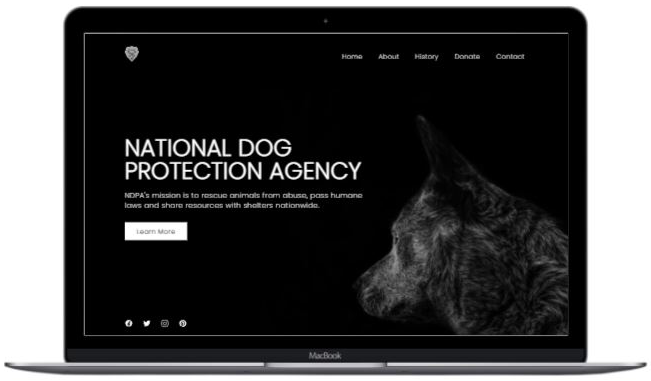 Home About History Donate Contact
NATIONAL DOG
PROTECTION AGENCY
NDPA's mission is to rescue animals from abuse, pass humane
laws and share resources with shelters nationwide.
Learn More
MacBook